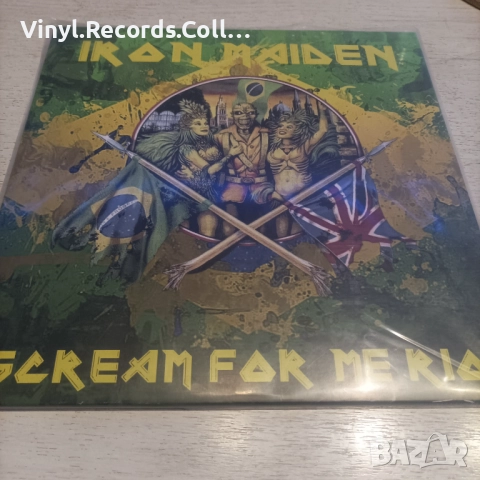 Vinyl.Records.Coll...
IRON MAIDEN
SCREAM FOR ME RIO
BAZAR